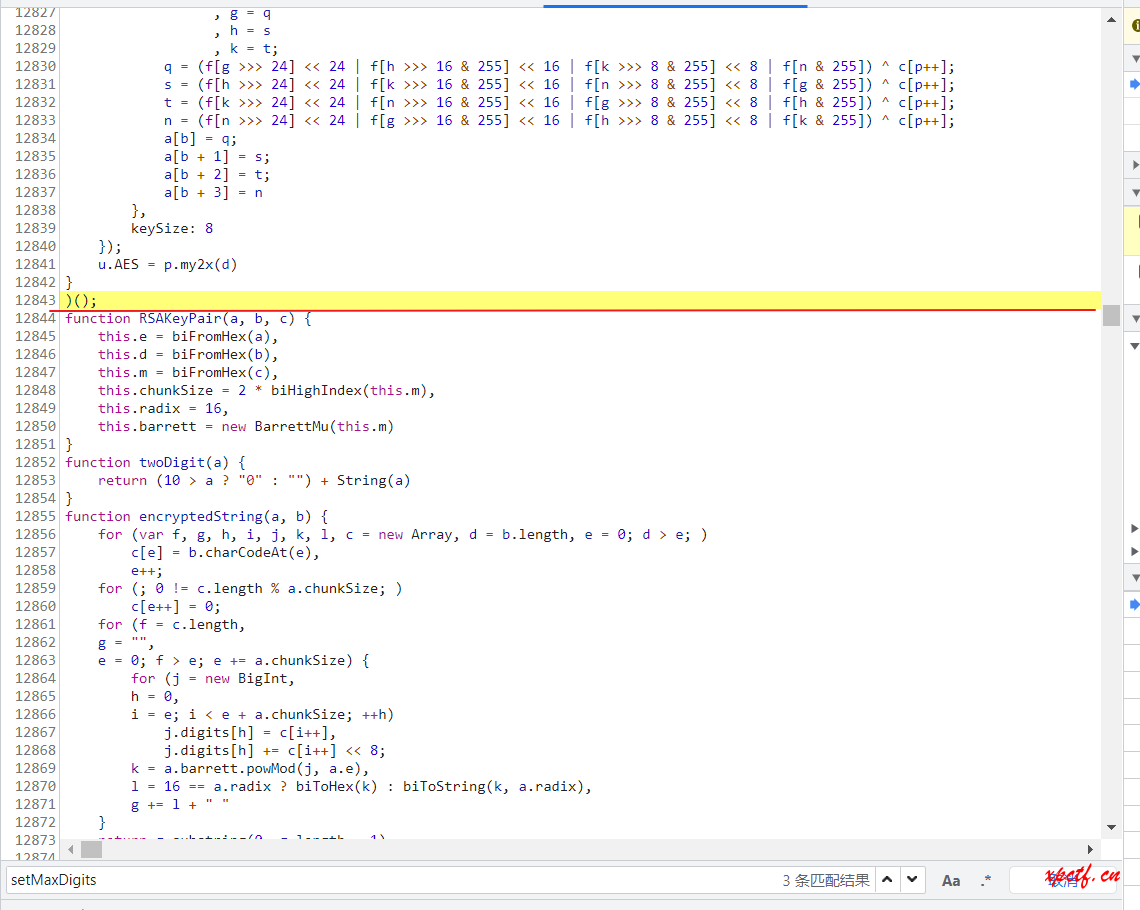 12827 , g = q
12828 , h = s
12829 , k = t;
12830 q = (f[g >>> 24] << 24 | f[h >>> 16 & 255] << 16 | f[k >>> 8 & 255] << 8 | f[n & 255]) ^ c[p++];
12831 s = (f[h >>> 24] << 24 | f[k >>> 16 & 255] << 16 | f[n >>> 8 & 255] << 8 | f[g & 255]) ^ c[p++];
12832 t = (f[k >>> 24] << 24 | f[n >>> 16 & 255] << 16 | f[g >>> 8 & 255] << 8 | f[h & 255]) ^ c[p++];
12833 n = (f[n >>> 24] << 24 | f[g >>> 16 & 255] << 16 | f[h >>> 8 & 255] << 8 | f[k & 255]) ^ c[p++];
12834 a[b] = q;
12835 a[b + 1] = s;
12836 a[b + 2] = t;
12837 a[b + 3] = n
12838 },
12839 keySize: 8
12840 });
12841 u.AES = p.my2x(d)
12842 }
12843 )();
12844 function RSAKeyPair(a, b, c) {
12845 this.e = biFromHex(a),
12846 this.d = biFromHex(b),
12847 this.m = biFromHex(c),
12848 this.chunkSize = 2 * biHighIndex(this.m),
12849 this.radix = 16,
12850 this.barrett = new BarrettMu(this.m)
12851 }
12852 function twoDigit(a) {
12853 return (10 > a ? "0" : "") + String(a)
12854 }
12855 function encryptedString(a, b) {
12856 for (var f, g, h, i, j, k, l, c = new Array, d = b.length, e = 0; d > e; )
12857 c[e] = b.charCodeAt(e),
12858 e++;
12859 for (; 0 != c.length % a.chunkSize; )
12860 c[e++] = 0;
12861 for (f = c.length,
12862 g = "",
12863 e = 0; f > e; e += a.chunkSize) {
12864 for (j = new BigInt,
12865 h = 0,
12866 i = e; i < e + a.chunkSize; ++h)
12867 j.digits[h] = c[i++],
12868 j.digits[h] += c[i++] << 8;
12869 k = a.barrett.powMod(j, a.e),
12870 l = 16 == a.radix ? biToHex(k) : biToString(k, a.radix),
12871 g += l + " "
12872 }
12873 return g.substring(0, g.length - 1)
12874
setMaxDigits 3 条匹配结果 Aa .* 取消
xpctf.cn